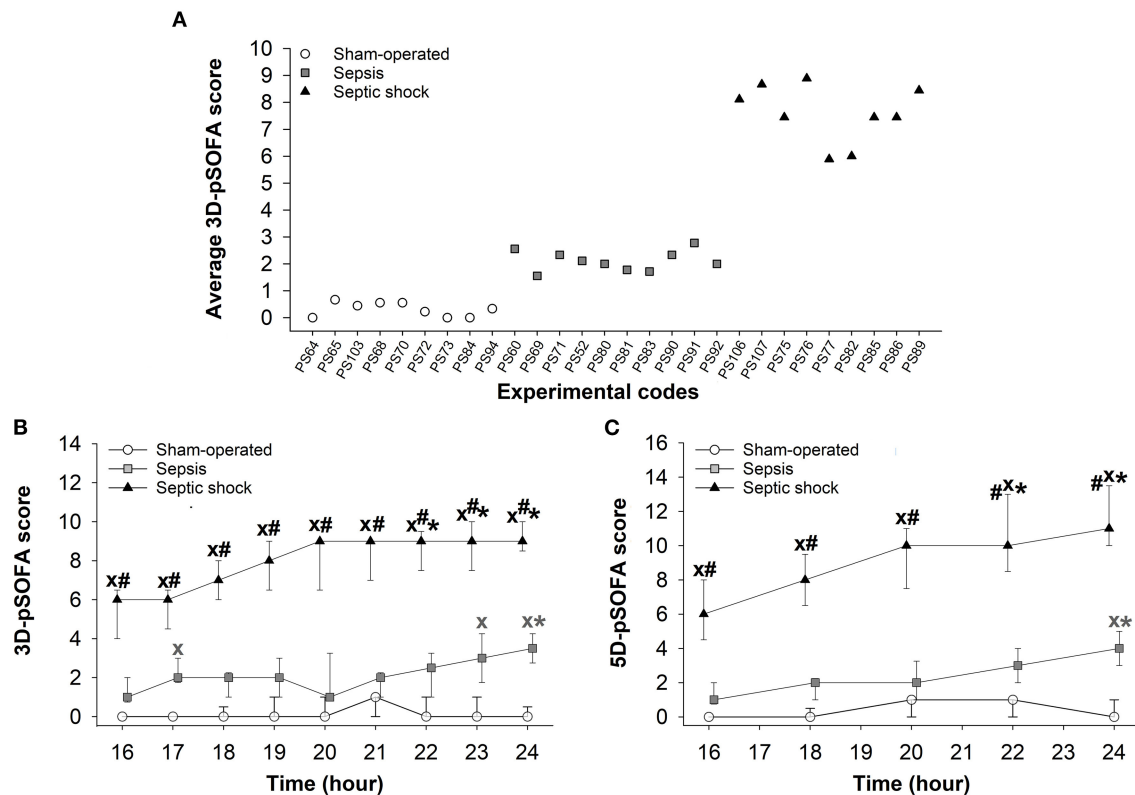 A
Average 3D-pSOFA score
10
9
8
7
6
5
4
3
2
1
0
Sham-operated
Sepsis
Septic shock
PS64 PS65 PS103 PS68 PS70 PS72 PS73 PS84 PS94 PS60 PS69 PS71 PS52 PS80 PS81 PS83 PS90 PS91 PS92 PS106 PS107 PS75 PS76 PS77 PS82 PS85 PS86 PS89
Experimental codes
B
3D-pSOFA score
14
12
10
8
6
4
2
0
Sham-operated
Sepsis
Septic shock
x# x# x# x# x# x# x#* x#* x#*
x x x*
16 17 18 19 20 21 22 23 24
Time (hour)
C
5D-pSOFA score
16
14
12
10
8
6
4
2
0
Sham-operated
Sepsis
Septic shock
x# x# x# #x* #x*
x*
16 17 18 19 20 21 22 23 24
Time (hour)